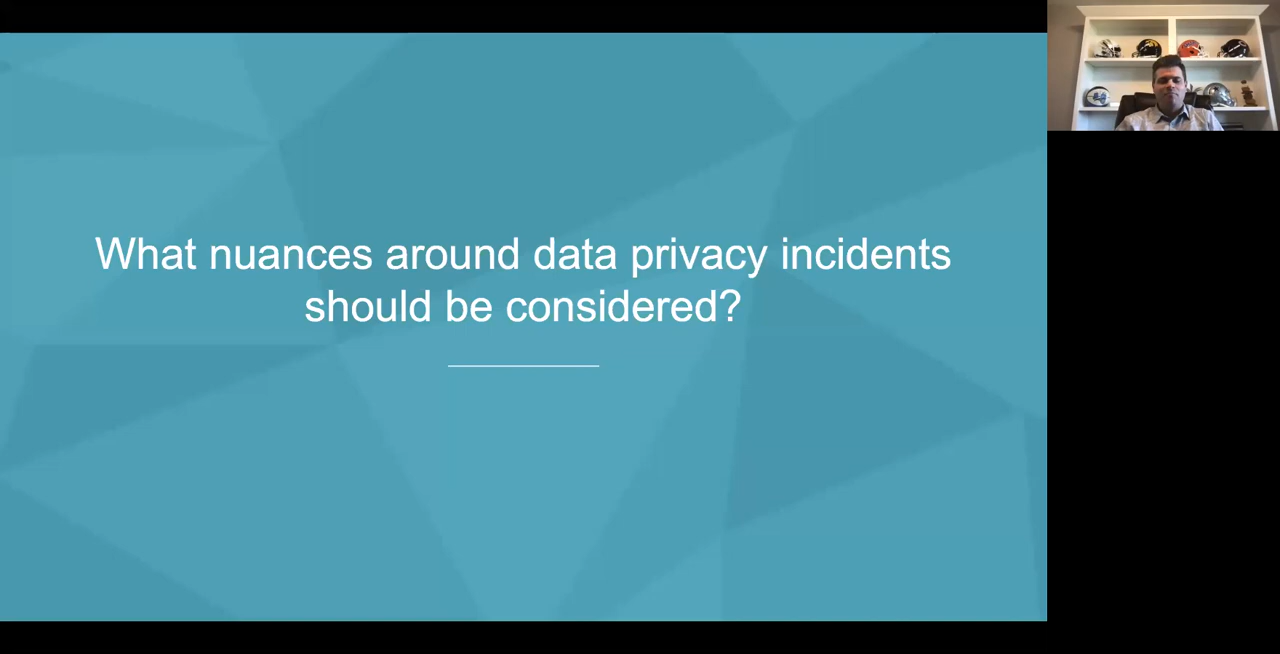 What nuances around data privacy incidents
should be considered?